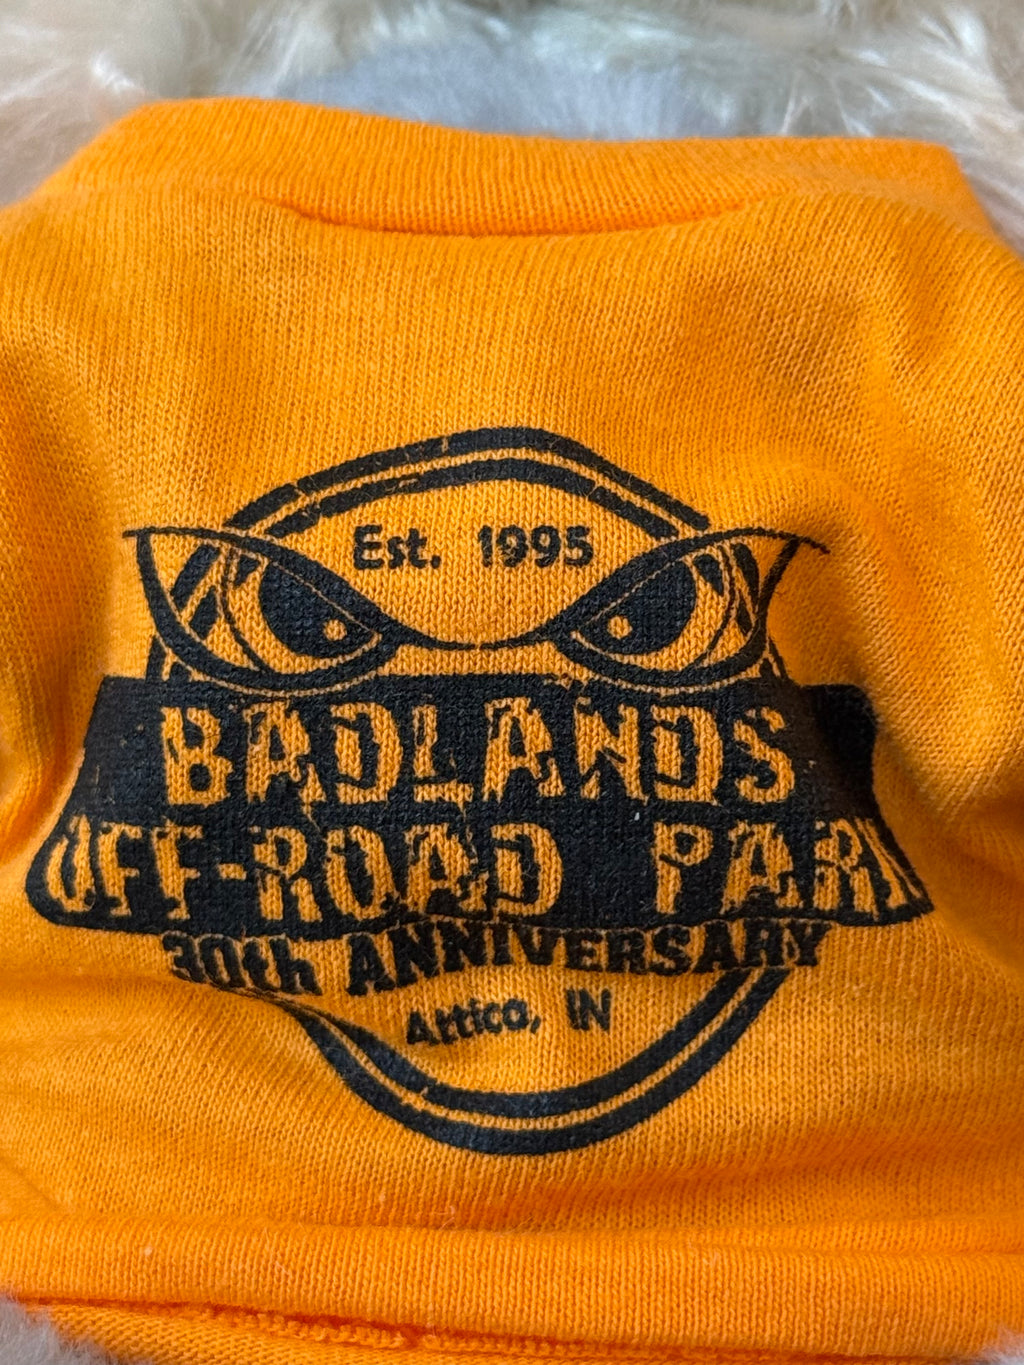 Est. 1995
BADLANDS
OFF-ROAD PARK
30th ANNIVERSARY
Attica, IN